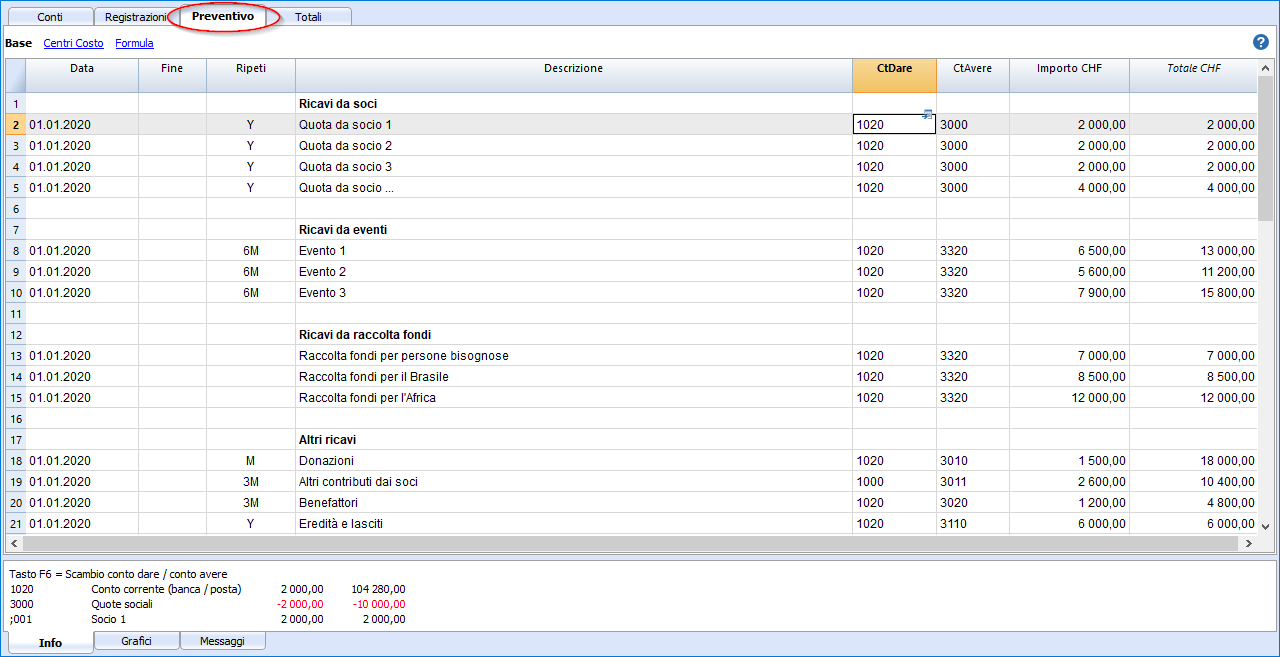 Conti Registrazioni Preventivo Totali
Base Centri Costo Formula ?
Data Fine Ripeti Descrizione CtDare CtAvere Importo CHF Totale CHF
1 Ricavi da soci
2 01.01.2020 Y Quota da socio 1 1020 3000 2 000,00 2 000,00
3 01.01.2020 Y Quota da socio 2 1020 3000 2 000,00 2 000,00
4 01.01.2020 Y Quota da socio 3 1020 3000 2 000,00 2 000,00
5 01.01.2020 Y Quota da socio ... 1020 3000 4 000,00 4 000,00
6
7 Ricavi da eventi
8 01.01.2020 6M Evento 1 1020 3320 6 500,00 13 000,00
9 01.01.2020 6M Evento 2 1020 3320 5 600,00 11 200,00
10 01.01.2020 6M Evento 3 1020 3320 7 900,00 15 800,00
11
12 Ricavi da raccolta fondi
13 01.01.2020 Raccolta fondi per persone bisognose 1020 3320 7 000,00 7 000,00
14 01.01.2020 Raccolta fondi per il Brasile 1020 3320 8 500,00 8 500,00
15 01.01.2020 Raccolta fondi per l'Africa 1020 3320 12 000,00 12 000,00
16
17 Altri ricavi
18 01.01.2020 M Donazioni 1020 3010 1 500,00 18 000,00
19 01.01.2020 3M Altri contributi dai soci 1000 3011 2 600,00 10 400,00
20 01.01.2020 3M Benefattori 1020 3020 1 200,00 4 800,00
21 01.01.2020 Y Eredità e lasciti 1020 3110 6 000,00 6 000,00
Tasto F6 = Scambio conto dare / conto avere
1020 Conto corrente (banca / posta) 2 000,00 104 280,00
3000 Quote sociali -2 000,00 -10 000,00
;001 Socio 1 2 000,00 2 000,00
Info Grafici Messaggi